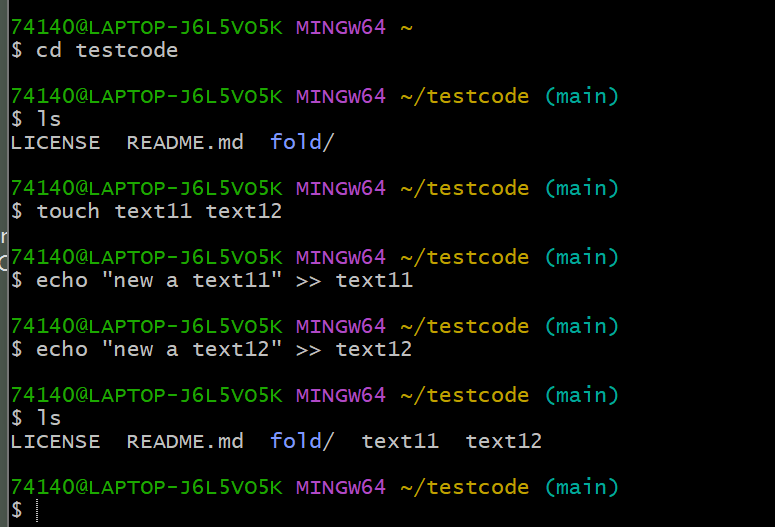 74140@LAPTOP-J6L5VO5K MINGW64 ~
$ cd testcode
74140@LAPTOP-J6L5VO5K MINGW64 ~/testcode (main)
$ ls
LICENSE  README.md  fold/
74140@LAPTOP-J6L5VO5K MINGW64 ~/testcode (main)
$ touch text11 text12
74140@LAPTOP-J6L5VO5K MINGW64 ~/testcode (main)
$ echo "new a text11" >> text11
74140@LAPTOP-J6L5VO5K MINGW64 ~/testcode (main)
$ echo "new a text12" >> text12
74140@LAPTOP-J6L5VO5K MINGW64 ~/testcode (main)
$ ls
LICENSE  README.md  fold/  text11  text12
74140@LAPTOP-J6L5VO5K MINGW64 ~/testcode (main)
$